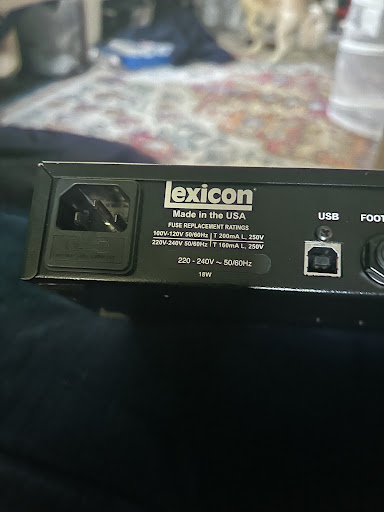 Lexicon®
Made in the USA
FUSE REPLACEMENT RATINGS
100V-120V 50/60Hz | T 200mA L, 250V
220V-240V 50/60Hz | T 160mA L, 250V
220 - 240V ~ 50/60Hz
18W
USB
FOOT